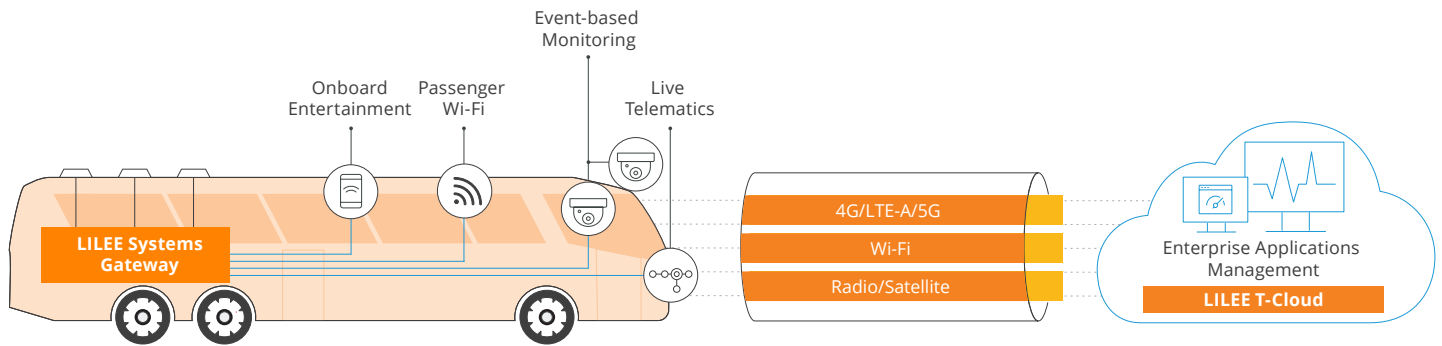 Event-based
Monitoring
Onboard
Entertainment
Passenger
Wi-Fi
Live
Telematics
LILEE Systems
Gateway
4G/LTE-A/5G
Wi-Fi
Radio/Satellite
Enterprise Applications
Management
LILEE T-Cloud